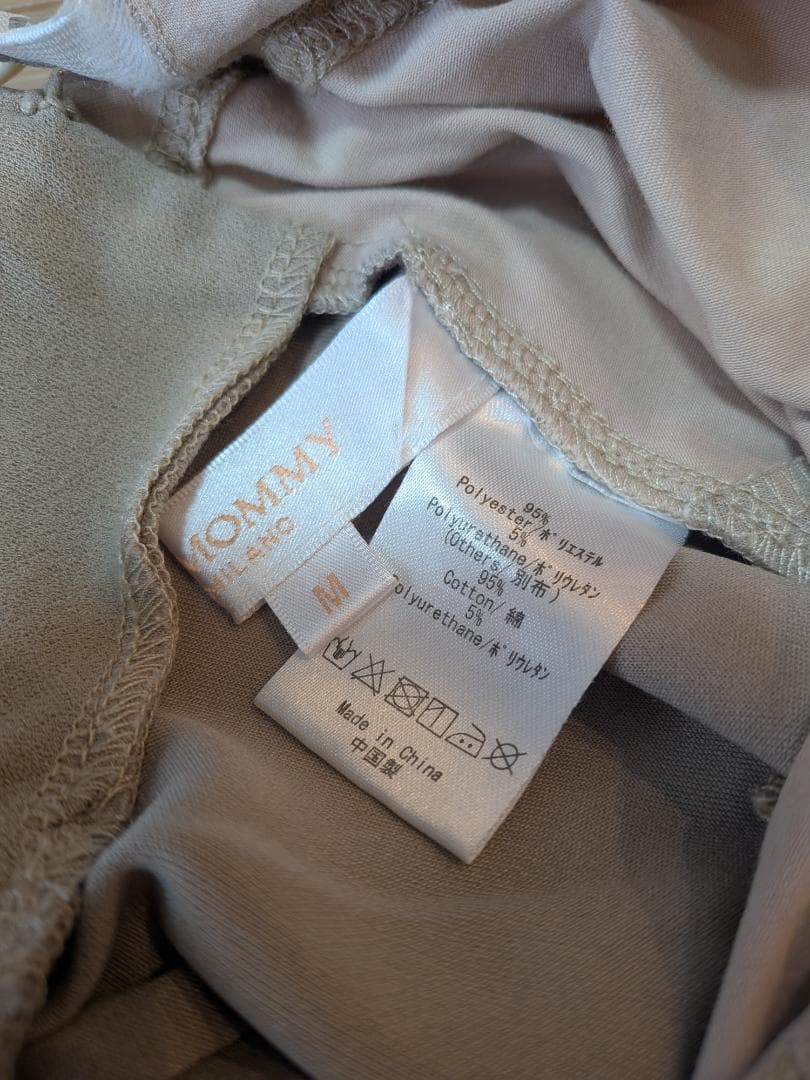 MOMMY
MILANO
M
95%
Polyester/ポリエステル
5%
Polyurethane/ポリウレタン
(Others/別布)
95%
Cotton/綿
5%
Polyurethane/ポリウレタン
Made in China
中国製